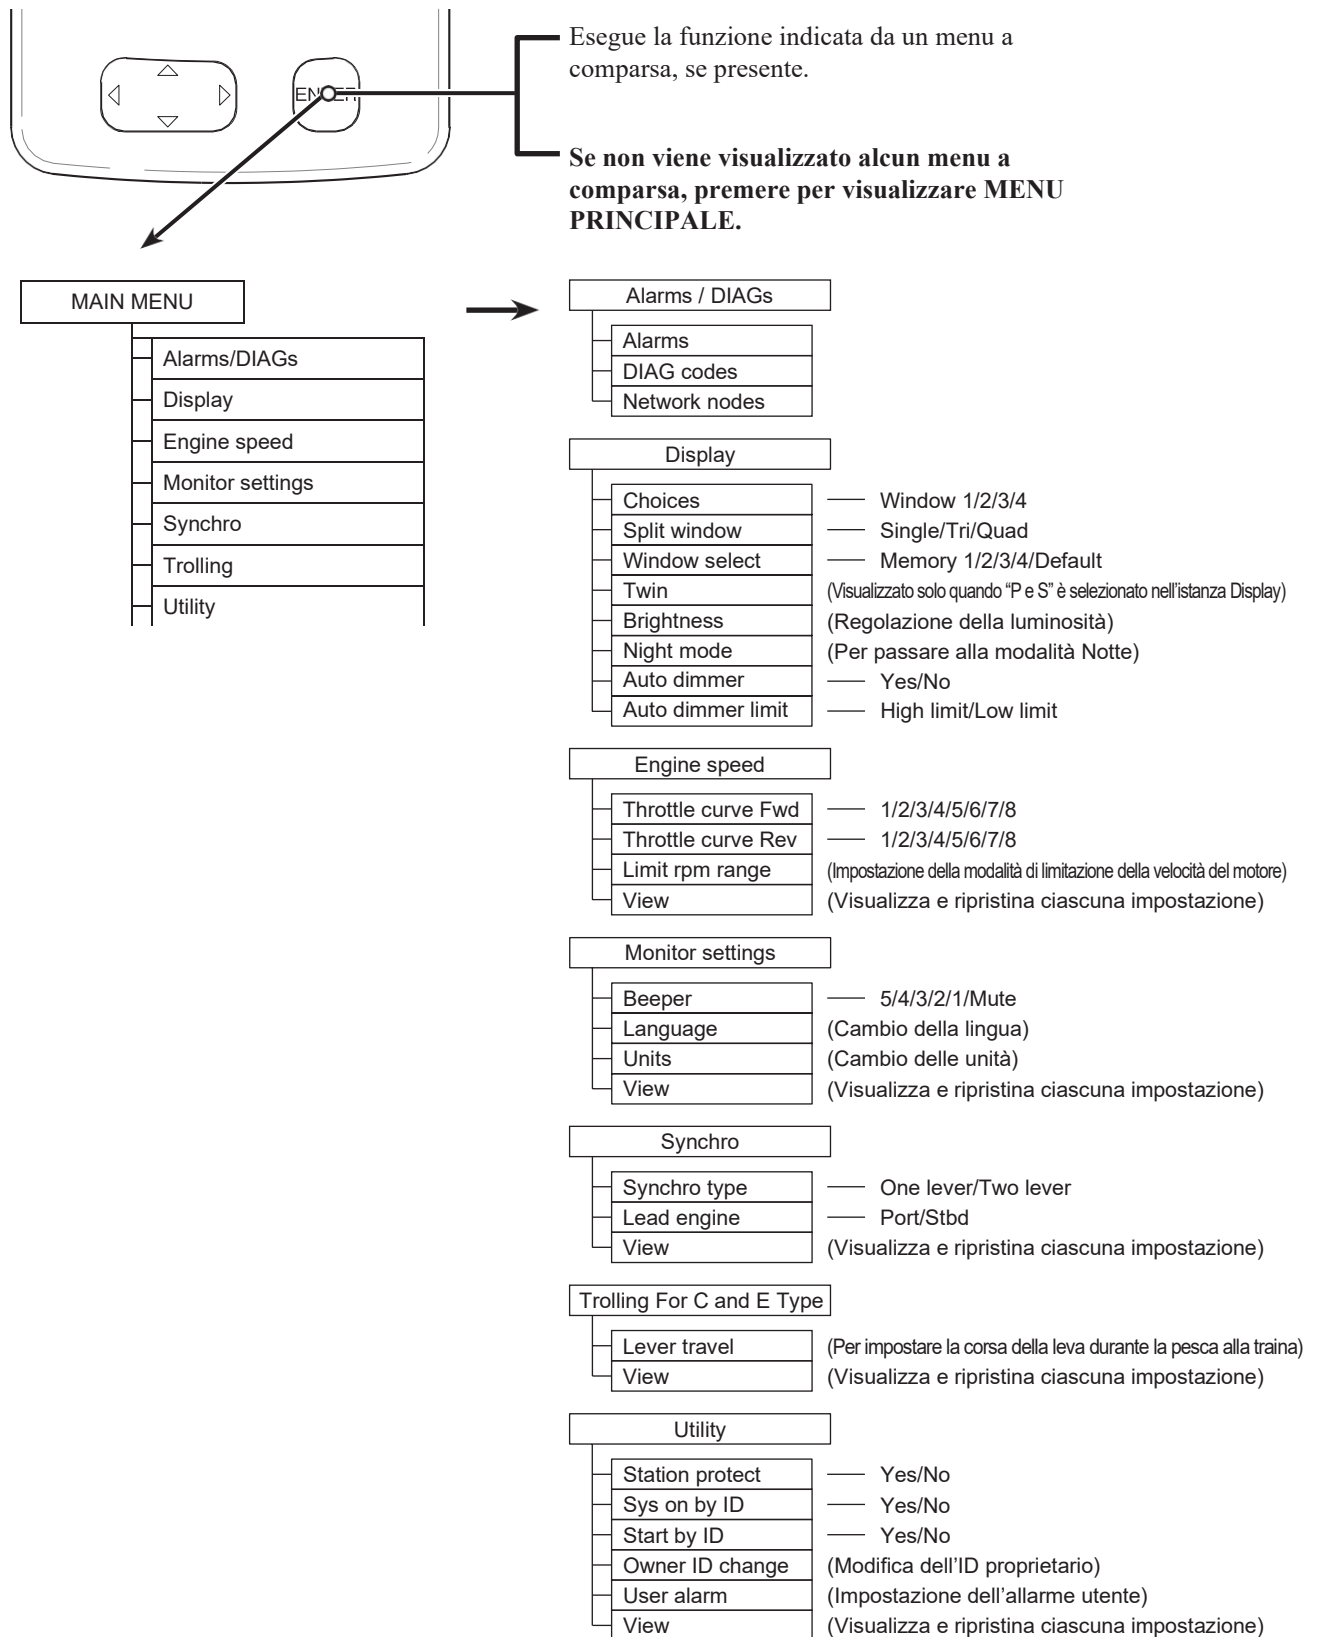 Esegue la funzione indicata da un menu a
comparsa, se presente.
ENTER
Se non viene visualizzato alcun menu a
comparsa, premere per visualizzare MENU
PRINCIPALE.
MAIN MENU
Alarms/DIAGs
Display
Engine speed
Monitor settings
Synchro
Trolling
Utility
Alarms / DIAGs
Alarms
DIAG codes
Network nodes
Display
Choices Window 1/2/3/4
Split window Single/Tri/Quad
Window select Memory 1/2/3/4/Default
Twin (Visualizzato solo quando “P e S” è selezionato nell’istanza Display)
Brightness (Regolazione della luminosità)
Night mode (Per passare alla modalità Notte)
Auto dimmer Yes/No
Auto dimmer limit High limit/Low limit
Engine speed
Throttle curve Fwd 1/2/3/4/5/6/7/8
Throttle curve Rev 1/2/3/4/5/6/7/8
Limit rpm range (Impostazione della modalità di limitazione della velocità del motore)
View (Visualizza e ripristina ciascuna impostazione)
Monitor settings
Beeper 5/4/3/2/1/Mute
Language (Cambio della lingua)
Units (Cambio delle unità)
View (Visualizza e ripristina ciascuna impostazione)
Synchro
Synchro type One lever/Two lever
Lead engine Port/Stbd
View (Visualizza e ripristina ciascuna impostazione)
Trolling For C and E Type
Lever travel (Per impostare la corsa della leva durante la pesca alla traina)
View (Visualizza e ripristina ciascuna impostazione)
Utility
Station protect Yes/No
Sys on by ID Yes/No
Start by ID Yes/No
Owner ID change (Modifica dell’ID proprietario)
User alarm (Impostazione dell’allarme utente)
View (Visualizza e ripristina ciascuna impostazione)